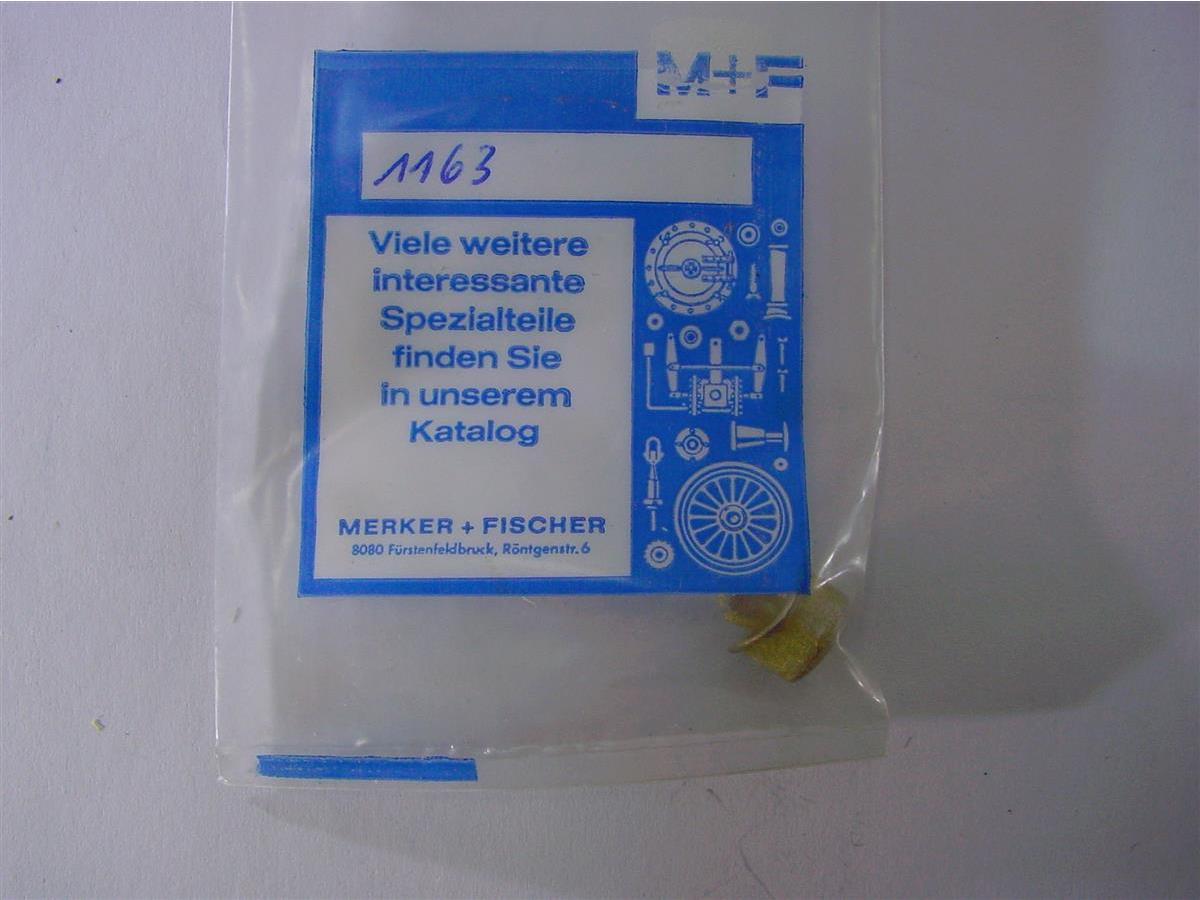 M+F
1163
Viele weitere
interessante
Spezialteile
finden Sie
in unserem
Katalog
MERKER + FISCHER
8080 Fürstenfeldbruck, Röntgenstr. 6